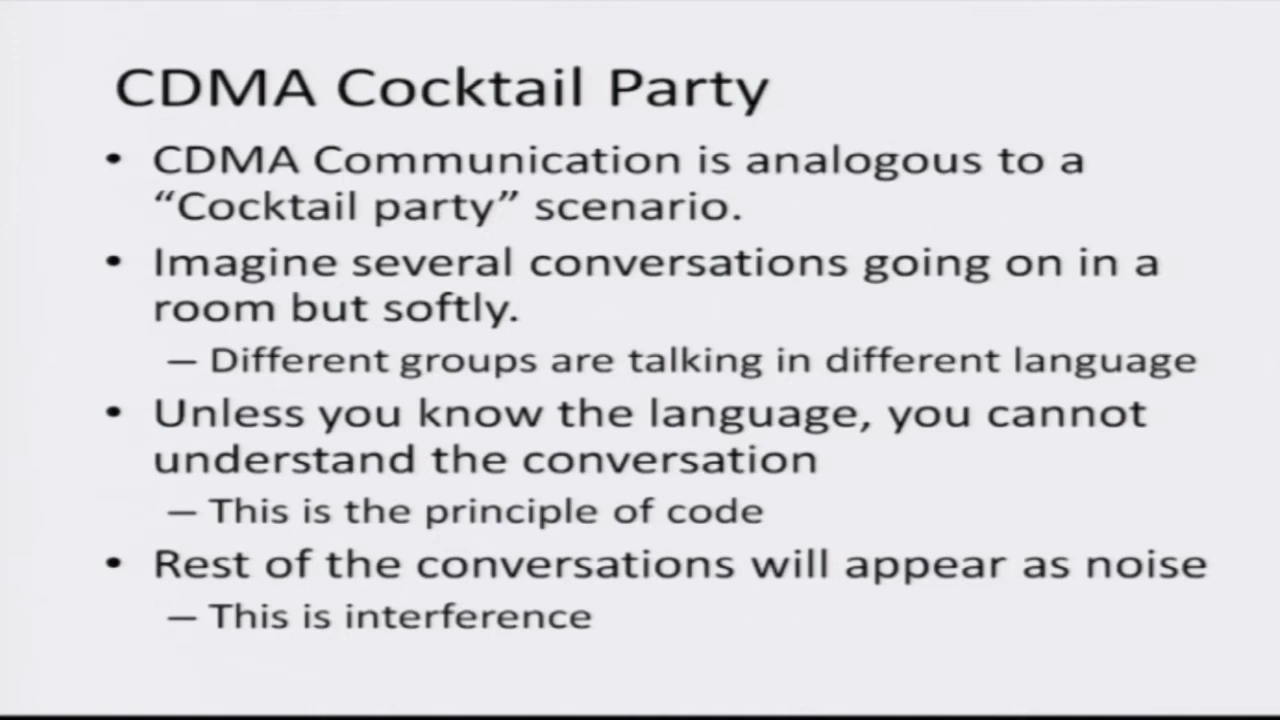 CDMA Cocktail Party
• CDMA Communication is analogous to a
“Cocktail party” scenario.
• Imagine several conversations going on in a
room but softly.
– Different groups are talking in different language
• Unless you know the language, you cannot
understand the conversation
– This is the principle of code
• Rest of the conversations will appear as noise
– This is interference